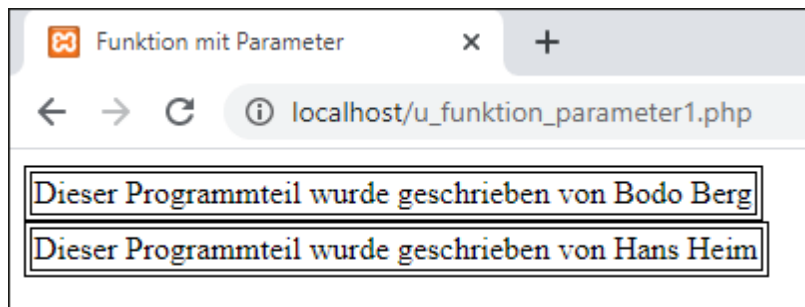 Funktion mit Parameter
localhost/u_funktion_parameter1.php
Dieser Programmteil wurde geschrieben von Bodo Berg
Dieser Programmteil wurde geschrieben von Hans Heim